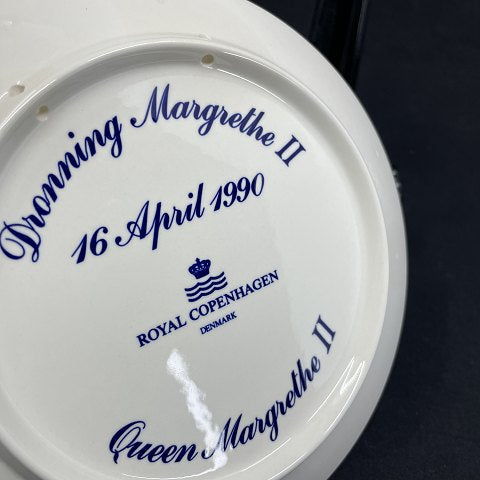 Dronning Margrethe II
16 April 1990
ROYAL COPENHAGEN
DENMARK
Queen Margrethe II